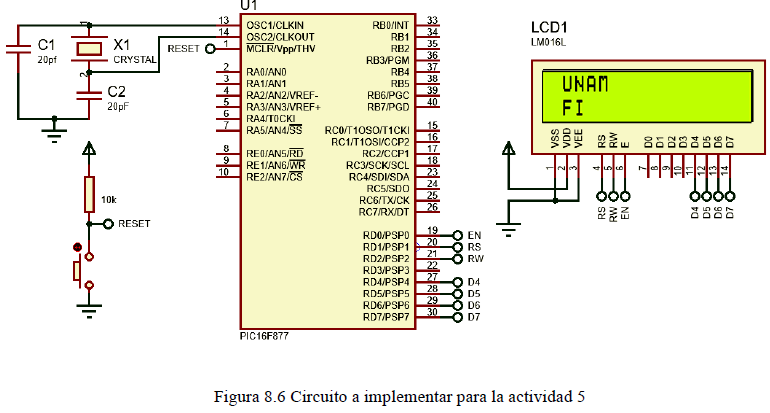 U1
C1
20pf
X1
CRYSTAL
C2
20pF
RESET
10k
RESET
13 OSC1/CLKIN
14 OSC2/CLKOUT
1 MCLR/Vpp/THV
2 RA0/AN0
3 RA1/AN1
4 RA2/AN2/VREF-
5 RA3/AN3/VREF+
6 RA4/T0CKI
7 RA5/AN4/SS
8 RE0/AN5/RD
9 RE1/AN6/WR
10 RE2/AN7/CS
RB0/INT 33
RB1 34
RB2 35
RB3/PGM 36
RB4 37
RB5 38
RB6/PGC 39
RB7/PGD 40
RC0/T1OSO/T1CKI 15
RC1/T1OSI/CCP2 16
RC2/CCP1 17
RC3/SCK/SCL 18
RC4/SDI/SDA 23
RC5/SDO 24
RC6/TX/CK 25
RC7/RX/DT 26
RD0/PSP0 19 EN
RD1/PSP1 20 RS
RD2/PSP2 21 RW
RD3/PSP3 22
RD4/PSP4 27 D4
RD5/PSP5 28 D5
RD6/PSP6 29 D6
RD7/PSP7 30 D7
PIC16F877
LCD1
LM016L
UNAM
FI
VSS VDD VEE RS RW E D0 D1 D2 D3 D4 D5 D6 D7
1 2 3 4 5 6 7 8 9 10 11 12 13 14
RS RW EN D4 D5 D6 D7
Figura 8.6 Circuito a implementar para la actividad 5